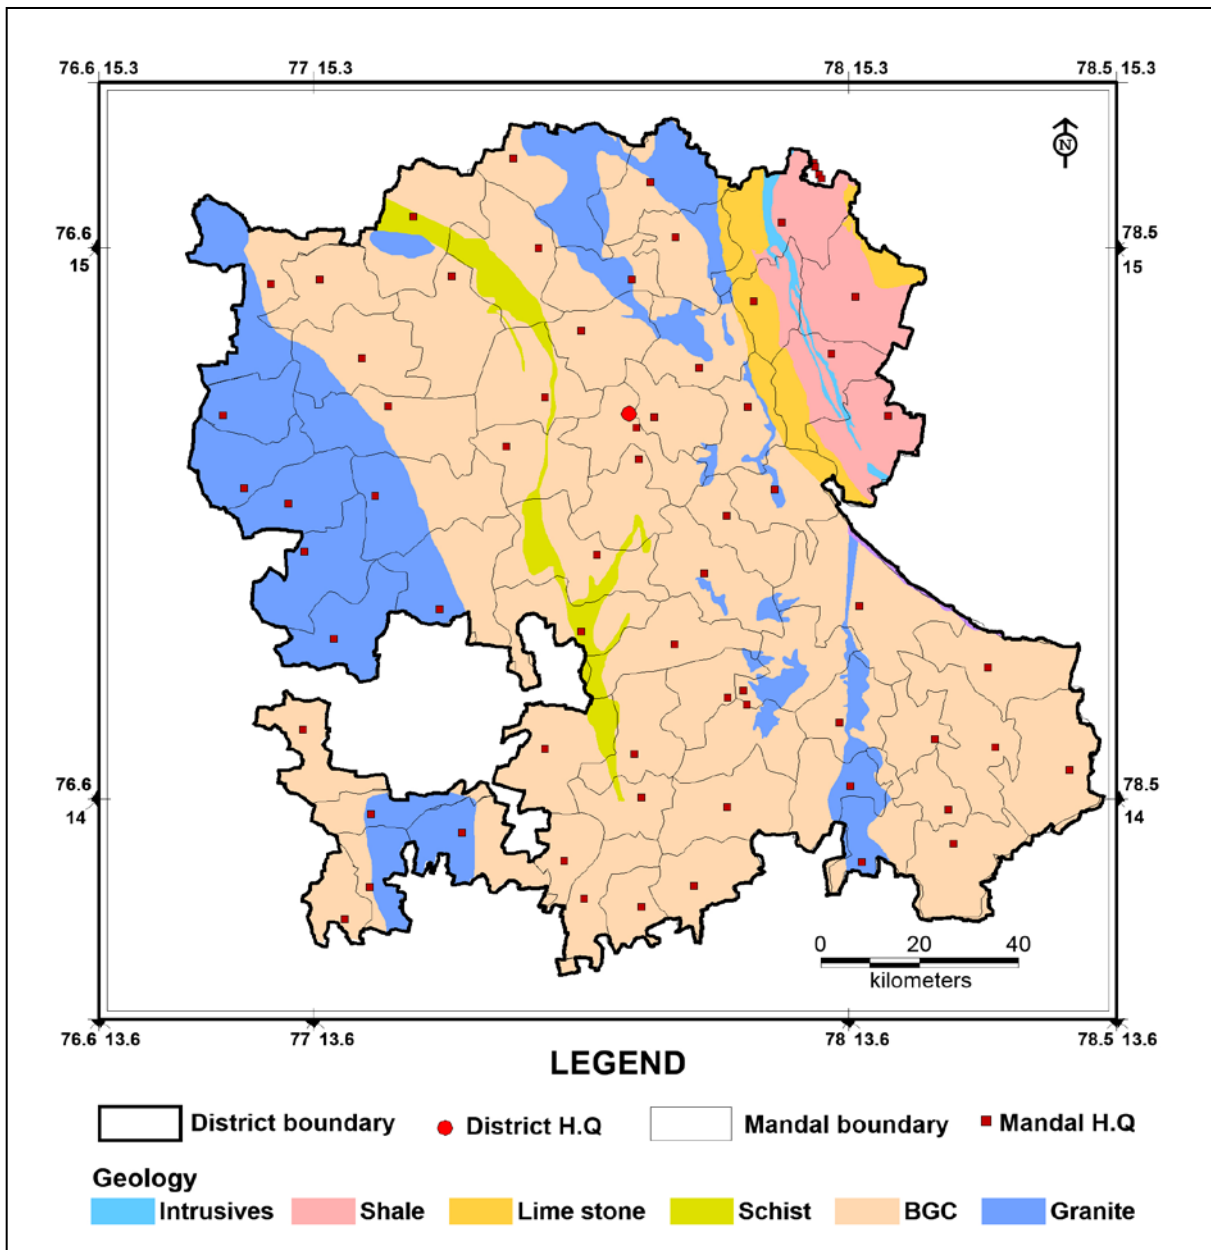 76.6 15.3 77 15.3 78 15.3 78.5 15.3
N
76.6 78.5
15 15
76.6 78.5
14 14
0 20 40
kilometers
76.6 13.6 77 13.6 78 13.6 78.5 13.6
LEGEND
District boundary District H.Q Mandal boundary Mandal H.Q
Geology
Intrusives Shale Lime stone Schist BGC Granite